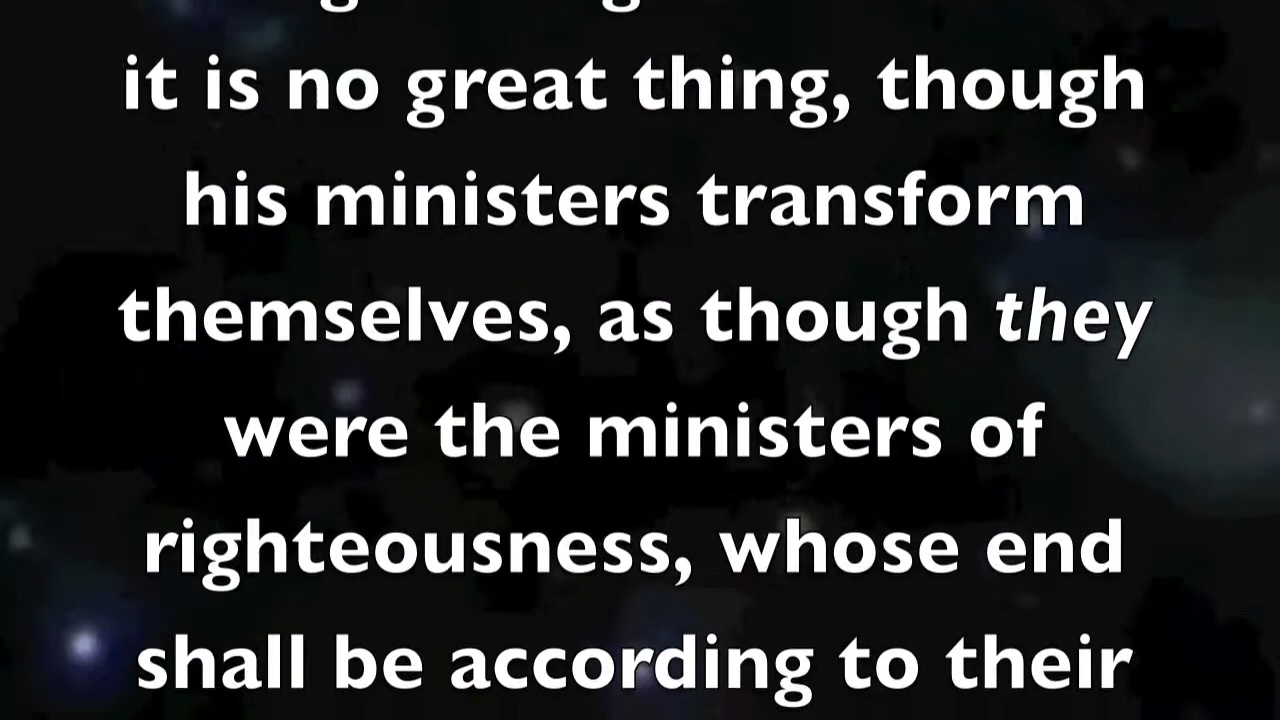 it is no great thing, though
his ministers transform
themselves, as though they
were the ministers of
righteousness, whose end
shall be according to their